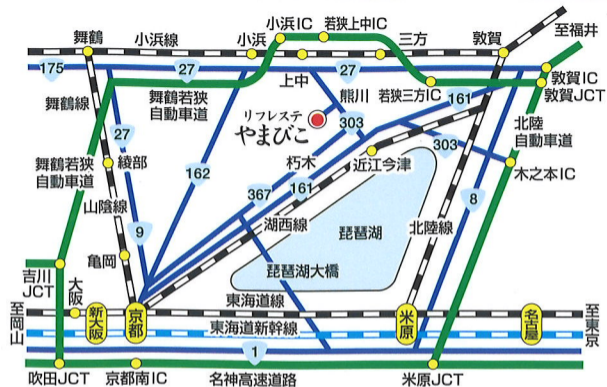 小浜IC
若狭上中IC
至福井
舞鶴
小浜線
小浜
三方
敦賀
175
27
上中
27
敦賀IC
敦賀JCT
舞鶴若狭
自動車道
熊川
若狭三方IC
161
舞鶴線
リフレステ
やまびこ
303
北陸
自動車道
27
綾部
162
朽木
近江今津
303
木之本IC
舞鶴若狭
自動車道
山陰線
367
161
8
9
湖西線
琵琶湖
北陸線
亀岡
琵琶湖大橋
吉川
JCT
大阪
東海道線
至岡山
新大阪
京都
米原
名古屋
至東京
東海道新幹線
1
吹田JCT
京都南IC
名神高速道路
米原JCT